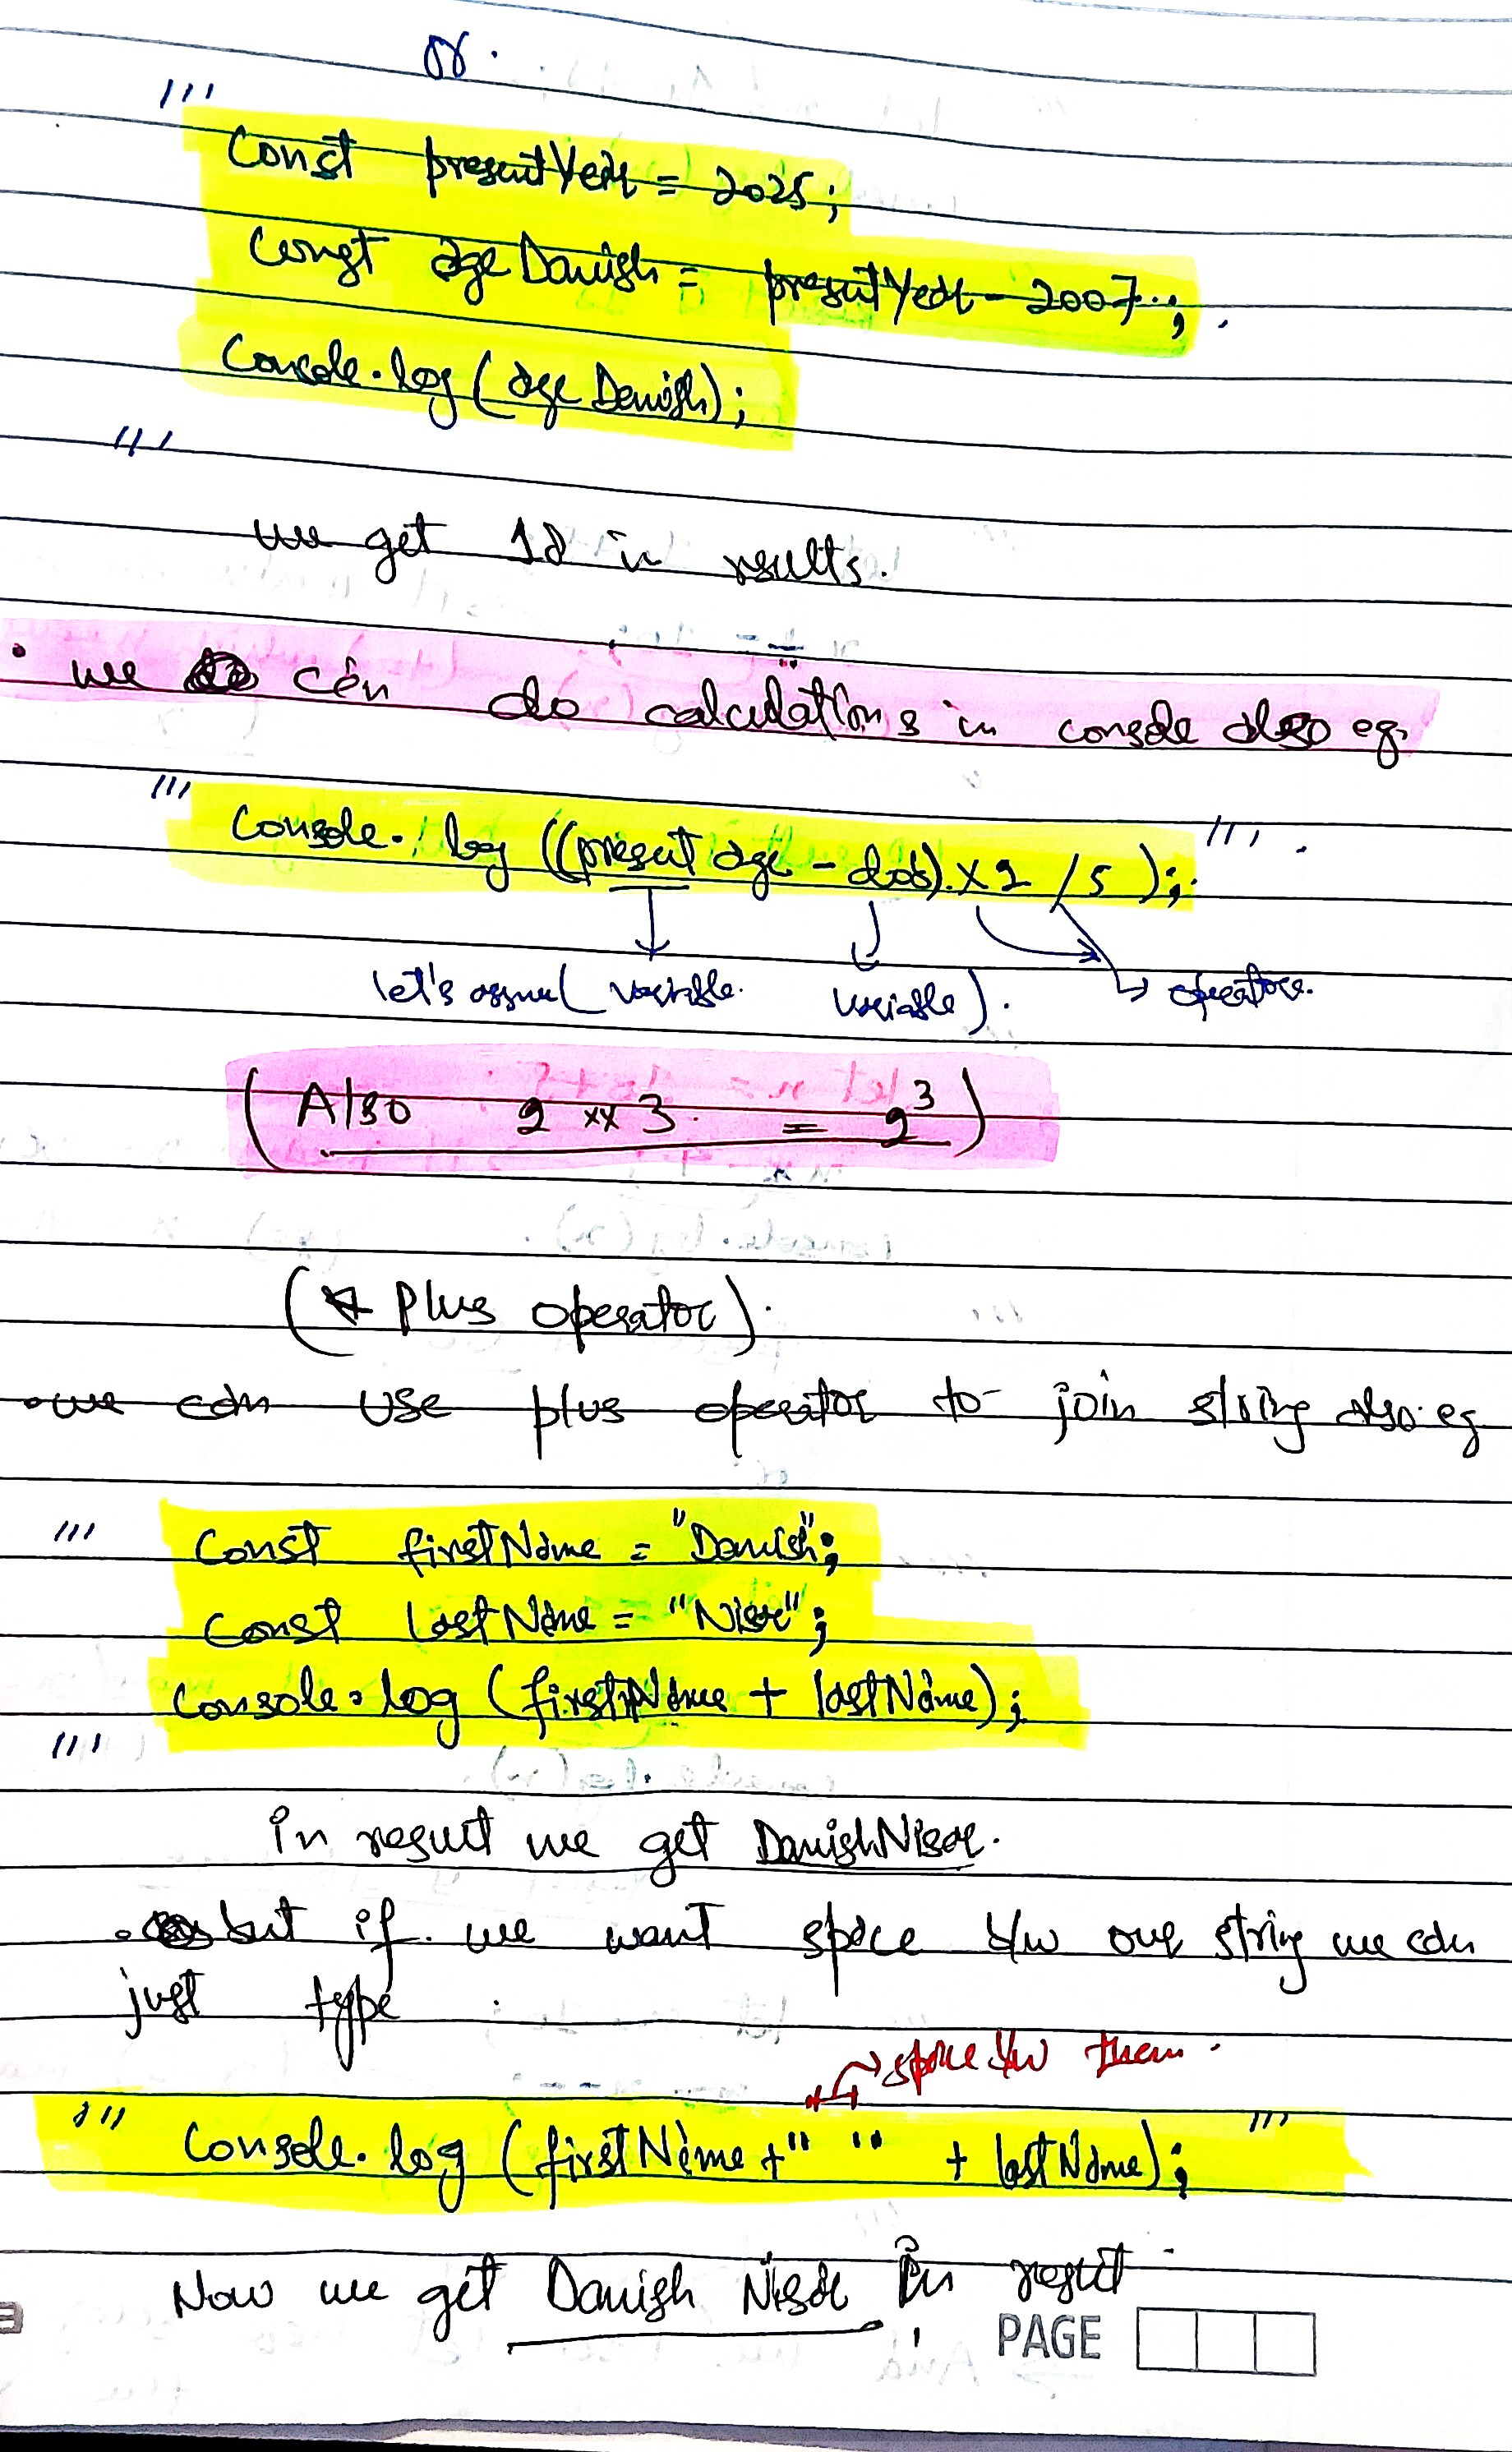 or.
'''
Const presentYear = 2025;
Const ageDanish = presentYear - 2007;
Console.log(ageDanish);
'''
we get 18 in results.
• we can do calculations in console also eg.
''' Console.log((present age - dob) x 2 / 5 );; '''.
let's assume( variable. variable). ↳ operators.
(Also 2 ** 3 = 2³)
(* Plus operator).
• we can use plus operator to join string also. eg
''' Const firstName = "Danish";
Const lastName = "Nisar";
Console.log (firstName + lastName);
'''
in result we get DanishNisar.
• but if we want space b/w our string we can
just type
space b/w them.
''' Console.log (firstName +" " + lastName); '''
Now we get Danish Nisar in result
PAGE